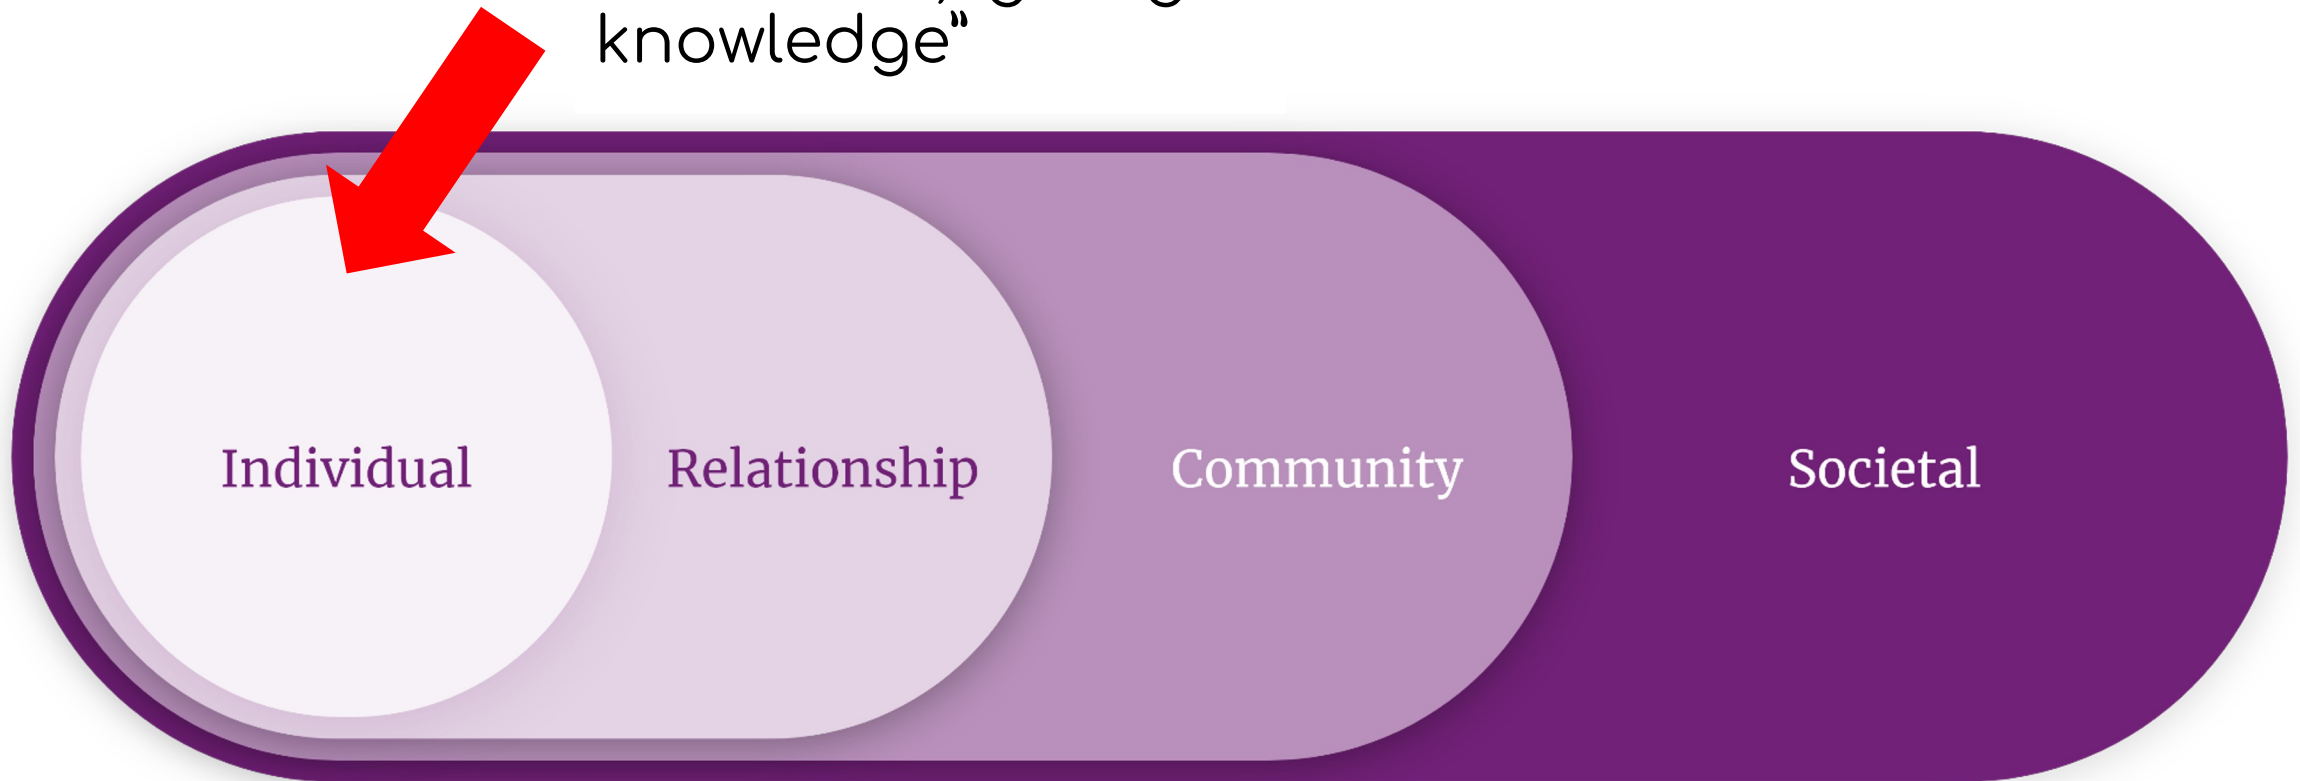 knowledge“
Individual Relationship Community Societal